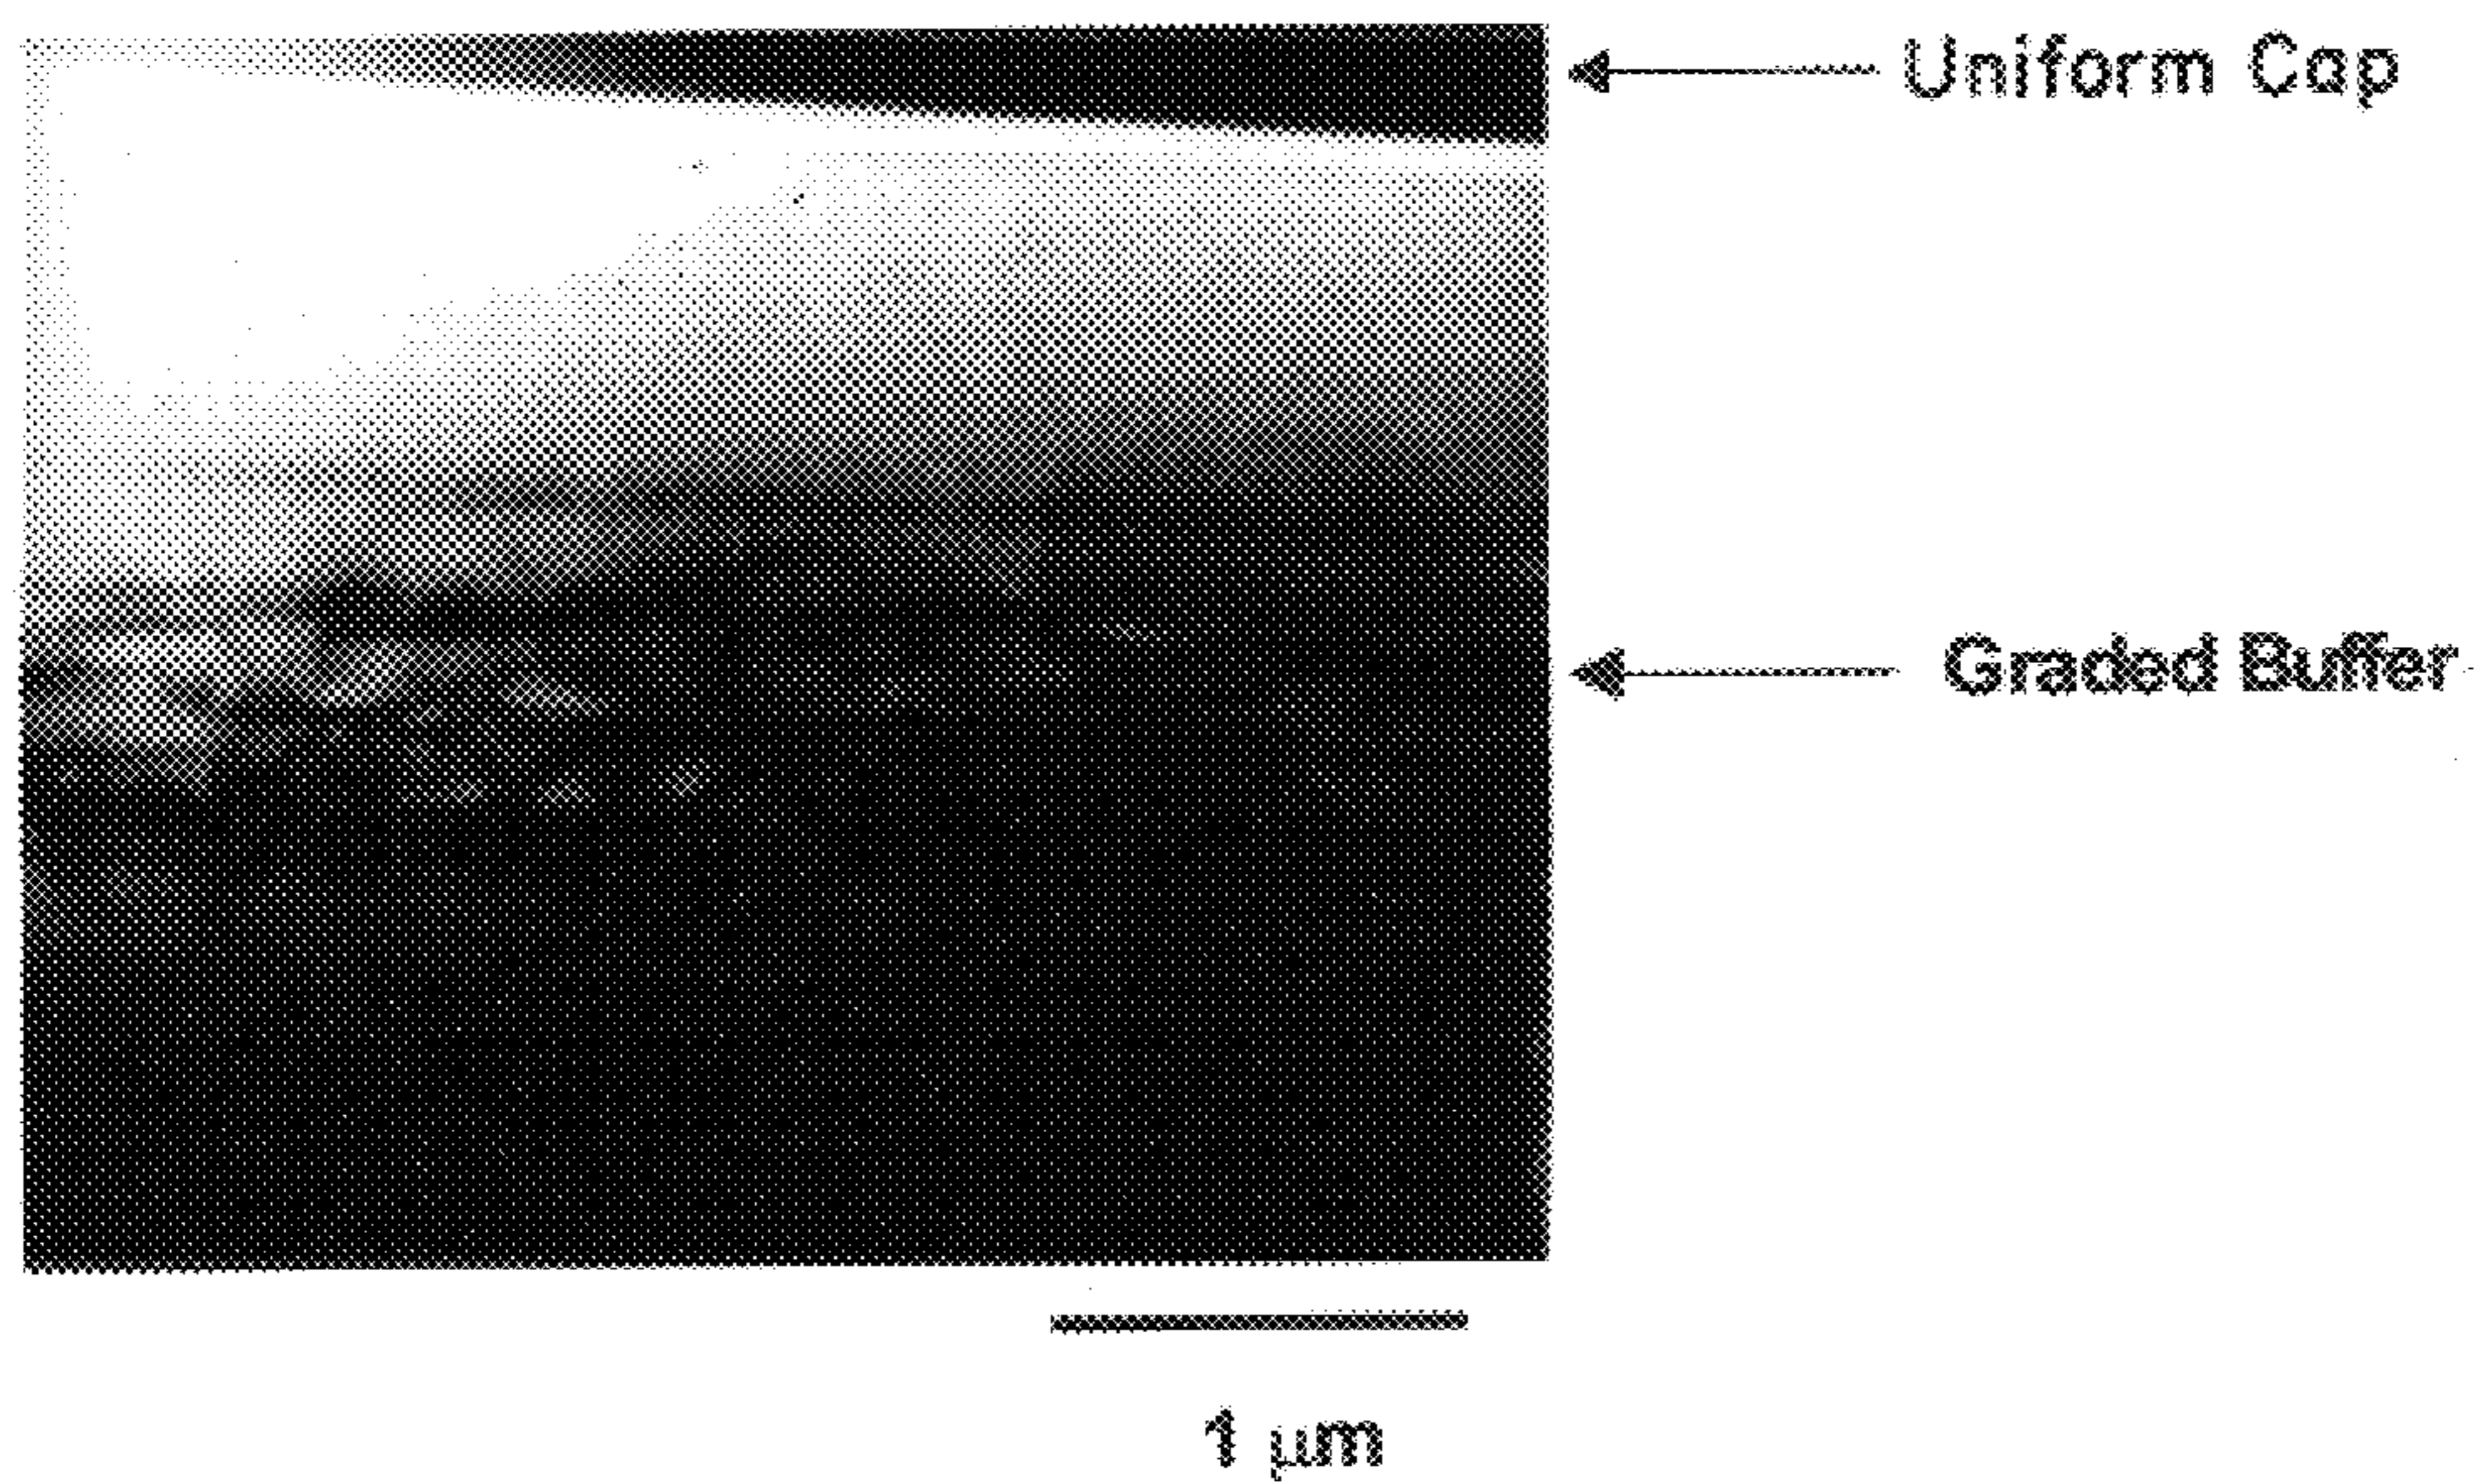 Uniform Cap
Graded Buffer
1 μm